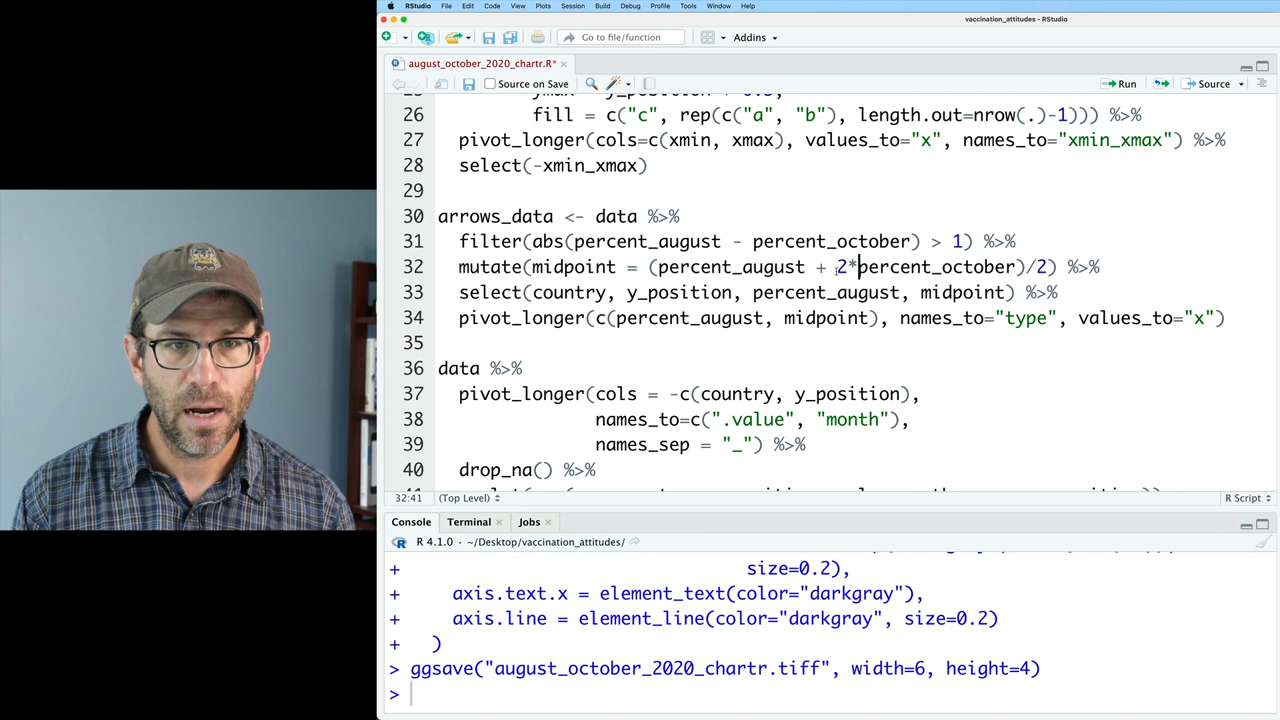 RStudio File Edit Code View Plots Session Build Debug Profile Tools Window Help
vaccination_attitudes - RStudio
Go to file/function Addins
august_october_2020_chartr.R*
Source on Save Run Source
26 fill = c("c", rep(c("a", "b"), length.out=nrow(.)-1))) %>%
27 pivot_longer(cols=c(xmin, xmax), values_to="x", names_to="xmin_xmax") %>%
28 select(-xmin_xmax)
29
30 arrows_data <- data %>%
31 filter(abs(percent_august - percent_october) > 1) %>%
32 mutate(midpoint = (percent_august + 2*percent_october)/2) %>%
33 select(country, y_position, percent_august, midpoint) %>%
34 pivot_longer(c(percent_august, midpoint), names_to="type", values_to="x")
35
36 data %>%
37 pivot_longer(cols = -c(country, y_position),
38 names_to=c(".value", "month"),
39 names_sep = "_") %>%
40 drop_na() %>%
32:41 (Top Level) R Script
Console Terminal Jobs
R 4.1.0 · ~/Desktop/vaccination_attitudes/
+ size=0.2),
+ axis.text.x = element_text(color="darkgray"),
+ axis.line = element_line(color="darkgray", size=0.2)
+ )
> ggsave("august_october_2020_chartr.tiff", width=6, height=4)
>